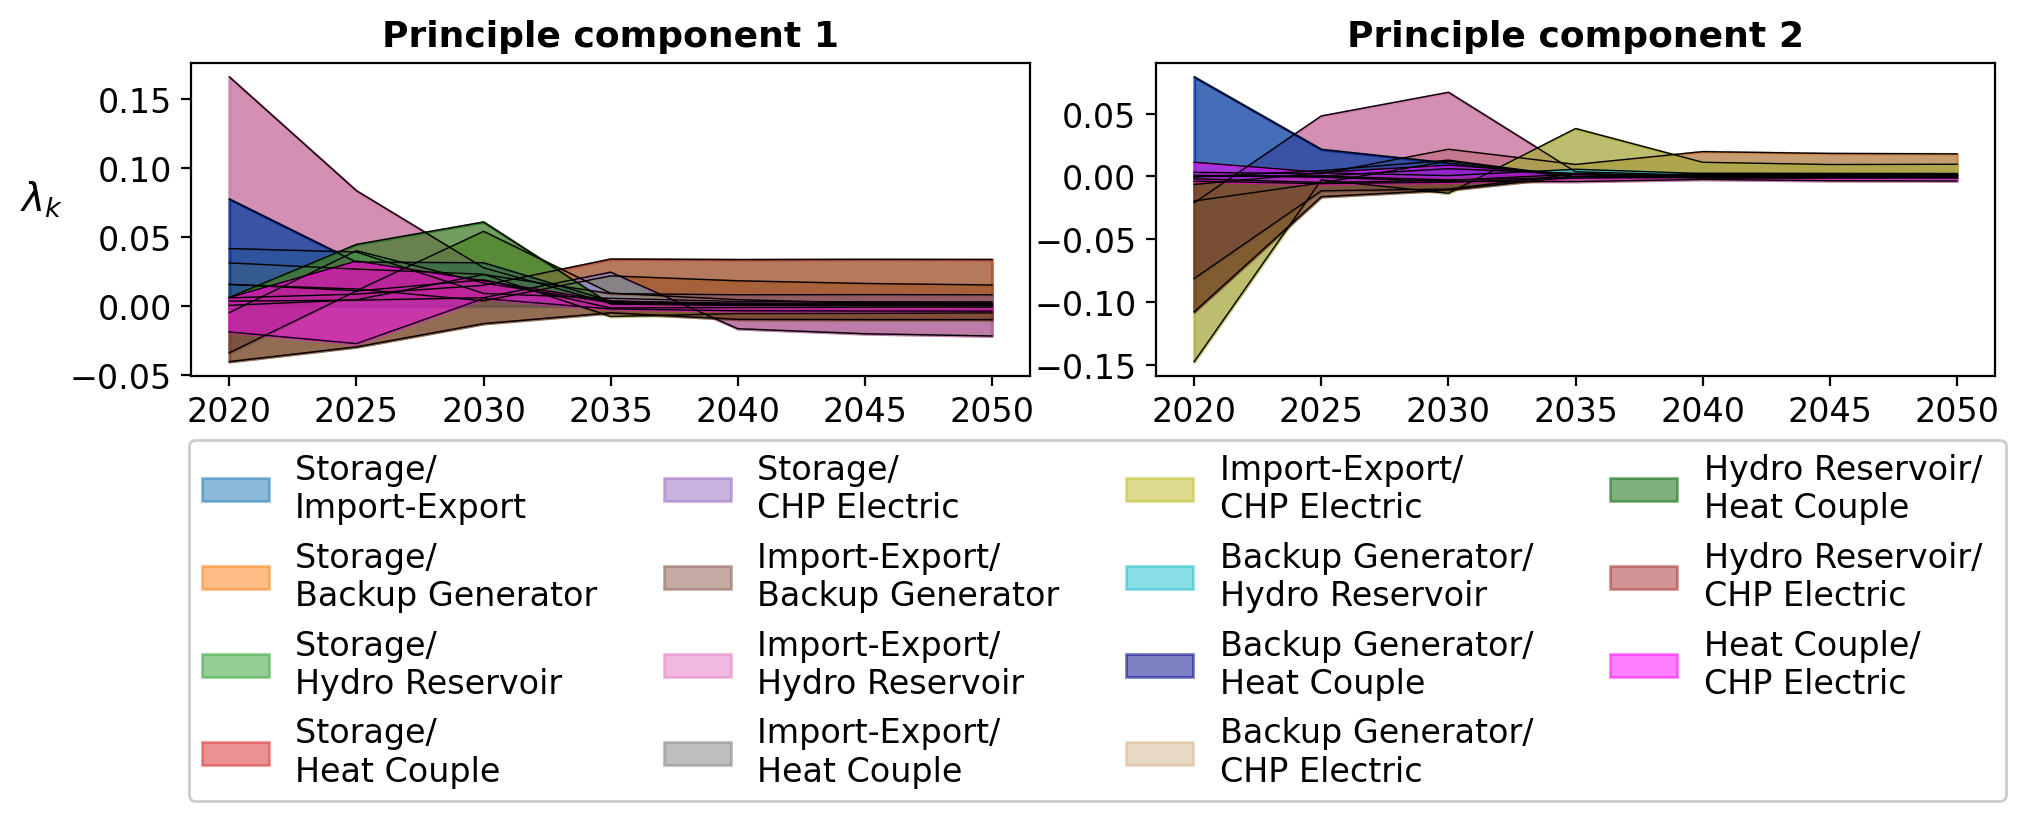 Principle component 1
Principle component 2
λk
0.15
0.10
0.05
0.00
−0.05
2020 2025 2030 2035 2040 2045 2050
0.05
0.00
−0.05
−0.10
−0.15
2020 2025 2030 2035 2040 2045 2050
Storage/
Import-Export
Storage/
Backup Generator
Storage/
Hydro Reservoir
Storage/
Heat Couple
Storage/
CHP Electric
Import-Export/
Backup Generator
Import-Export/
Hydro Reservoir
Import-Export/
Heat Couple
Import-Export/
CHP Electric
Backup Generator/
Hydro Reservoir
Backup Generator/
Heat Couple
Backup Generator/
CHP Electric
Hydro Reservoir/
Heat Couple
Hydro Reservoir/
CHP Electric
Heat Couple/
CHP Electric